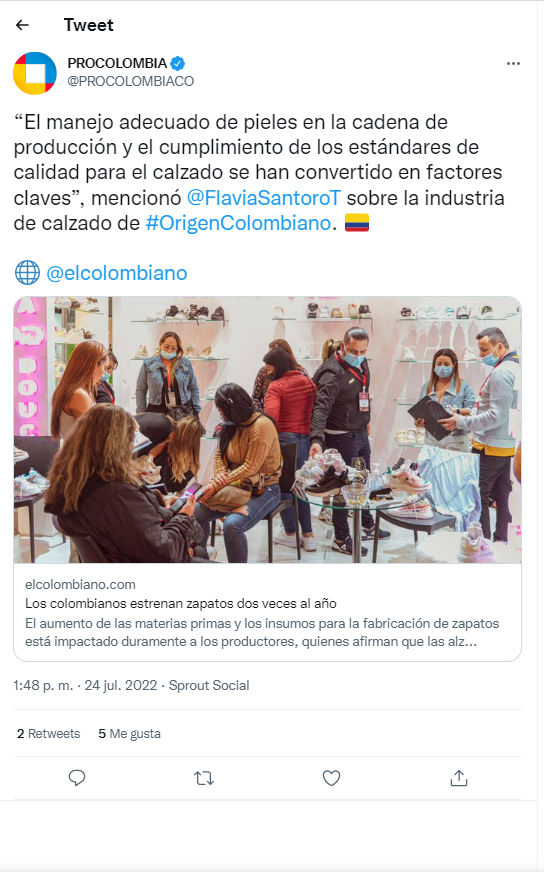 Tweet
PROCOLOMBIA
@PROCOLOMBIACO
“El manejo adecuado de pieles en la cadena de
producción y el cumplimiento de los estándares de
calidad para el calzado se han convertido en factores
claves”, mencionó @FlaviaSantoroT sobre la industria
de calzado de #OrigenColombiano. 🇨🇴
🌐 @elcolombiano
elcolombiano.com
Los colombianos estrenan zapatos dos veces al año
El aumento de las materias primas y los insumos para la fabricación de zapatos
está impactado duramente a los productores, quienes afirman que las alz...
1:48 p. m. · 24 jul. 2022 · Sprout Social
2 Retweets 5 Me gusta